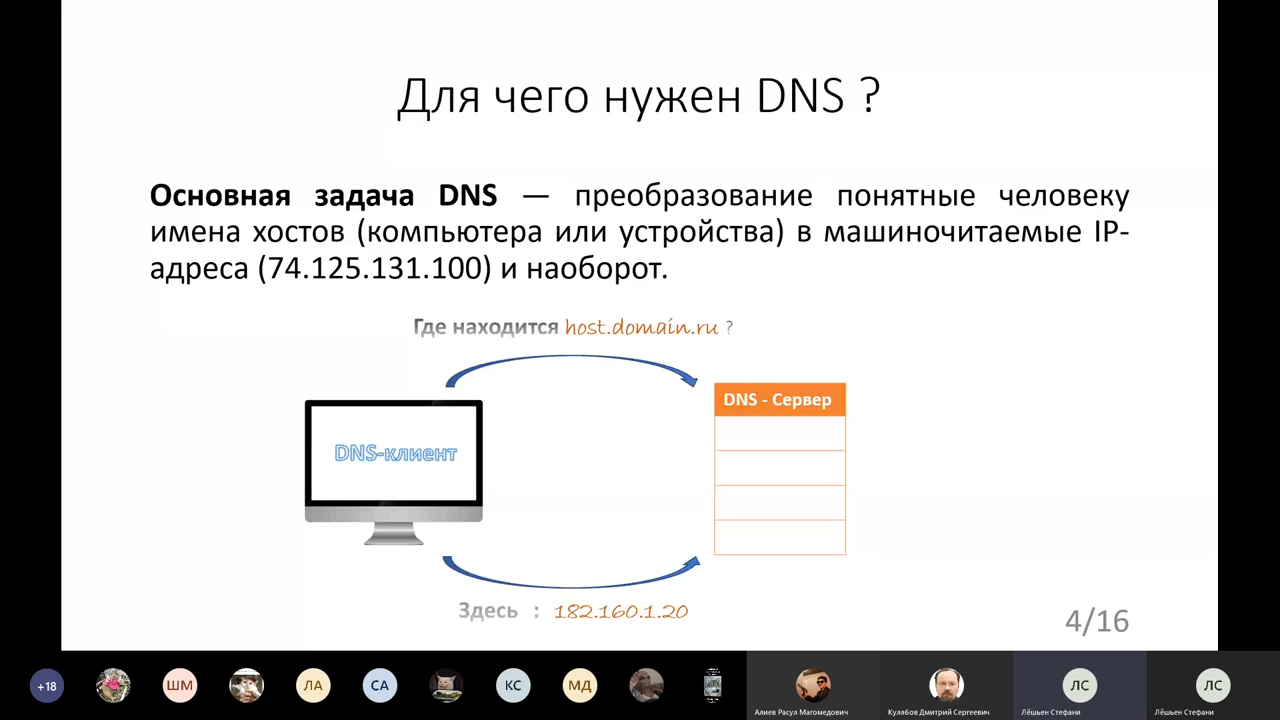 Для чего нужен DNS ?
Основная задача DNS — преобразование понятные человеку
имена хостов (компьютера или устройства) в машиночитаемые IP-
адреса (74.125.131.100) и наоборот.
Где находится host.domain.ru ?
DNS - Сервер
DNS-клиент
Здесь : 182.160.1.20
4/16
+18
ШМ
ЛА
СА
КС
МД
ЛС
ЛС
Алиев Расул Магомедович
Кулябов Дмитрий Сергеевич
Лёшьен Стефани
Лёшьен Стефани